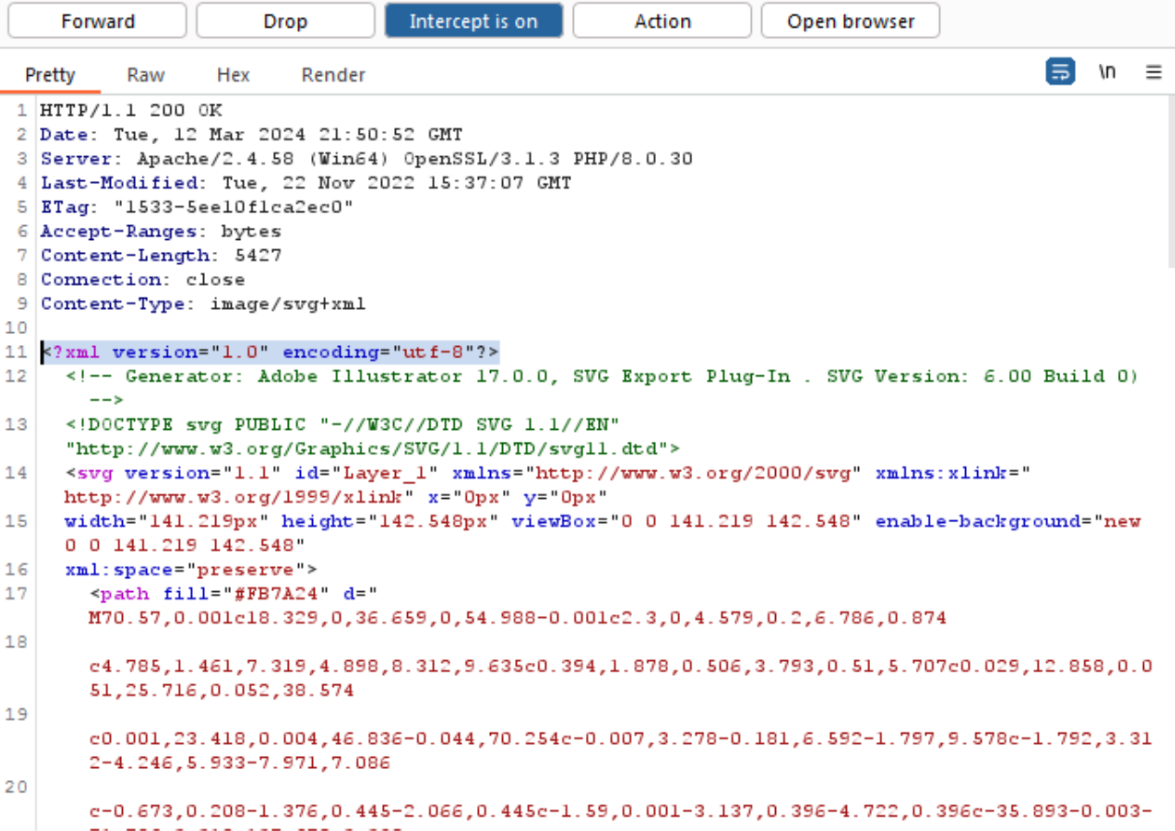 Forward Drop Intercept is on Action Open browser
Pretty Raw Hex Render \n
1 HTTP/1.1 200 OK
2 Date: Tue, 12 Mar 2024 21:50:52 GMT
3 Server: Apache/2.4.58 (Win64) OpenSSL/3.1.3 PHP/8.0.30
4 Last-Modified: Tue, 22 Nov 2022 15:37:07 GMT
5 ETag: "1533-5ee10f1ca2ec0"
6 Accept-Ranges: bytes
7 Content-Length: 5427
8 Connection: close
9 Content-Type: image/svg+xml
10
11 <?xml version="1.0" encoding="utf-8"?>
12 <!-- Generator: Adobe Illustrator 17.0.0, SVG Export Plug-In . SVG Version: 6.00 Build 0)
-->
13 <!DOCTYPE svg PUBLIC "-//W3C//DTD SVG 1.1//EN"
"http://www.w3.org/Graphics/SVG/1.1/DTD/svg11.dtd">
14 <svg version="1.1" id="Layer_1" xmlns="http://www.w3.org/2000/svg" xmlns:xlink="
http://www.w3.org/1999/xlink" x="0px" y="0px"
15 width="141.219px" height="142.548px" viewBox="0 0 141.219 142.548" enable-background="new
0 0 141.219 142.548"
16 xml:space="preserve">
17 <path fill="#FB7A24" d="
M70.57,0.001c18.329,0,36.659,0,54.988-0.001c2.3,0,4.579,0.2,6.786,0.874
18
c4.785,1.461,7.319,4.898,8.312,9.635c0.394,1.878,0.506,3.793,0.51,5.707c0.029,12.858,0.0
51,25.716,0.052,38.574
19
c0.001,23.418,0.004,46.836-0.044,70.254c-0.007,3.278-0.181,6.592-1.797,9.578c-1.792,3.31
2-4.246,5.933-7.971,7.086
20
c-0.673,0.208-1.376,0.445-2.066,0.445c-1.59,0.001-3.137,0.396-4.722,0.396c-35.893-0.003-